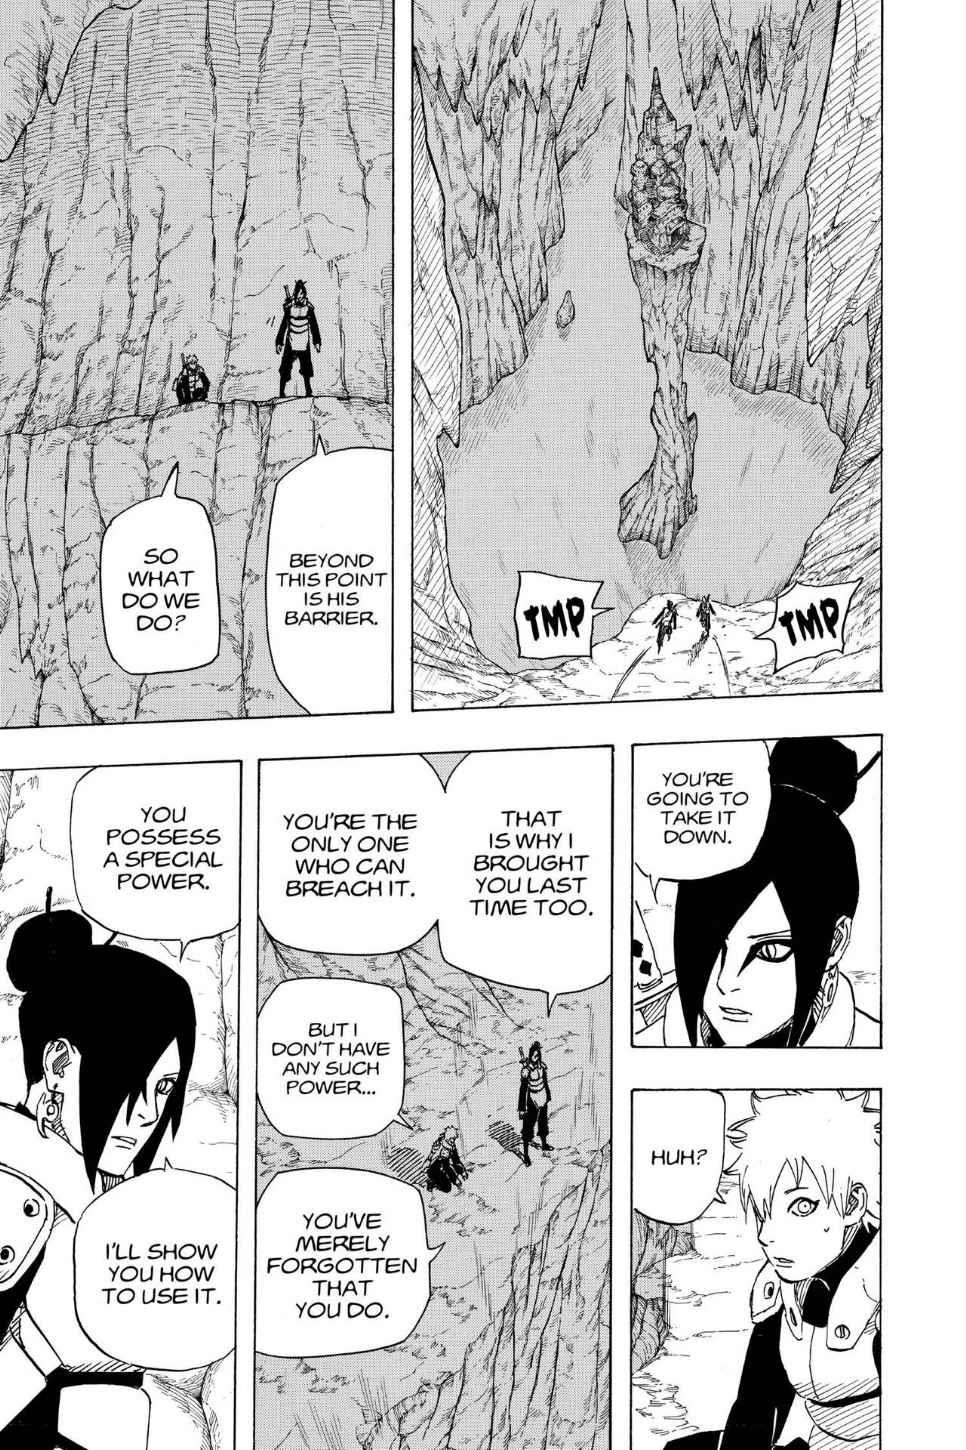 TMP
TMP
BEYOND
THIS POINT
IS HIS
BARRIER.
SO
WHAT
DO WE
DO?
YOU'RE
GOING TO
TAKE IT
DOWN.
HUH?
THAT
IS WHY I
BROUGHT
YOU LAST
TIME TOO.
YOU'RE THE
ONLY ONE
WHO CAN
BREACH IT.
BUT I
DON'T HAVE
ANY SUCH
POWER...
YOU'VE
MERELY
FORGOTTEN
THAT
YOU DO.
YOU
POSSESS
A SPECIAL
POWER.
I'LL SHOW
YOU HOW
TO USE IT.